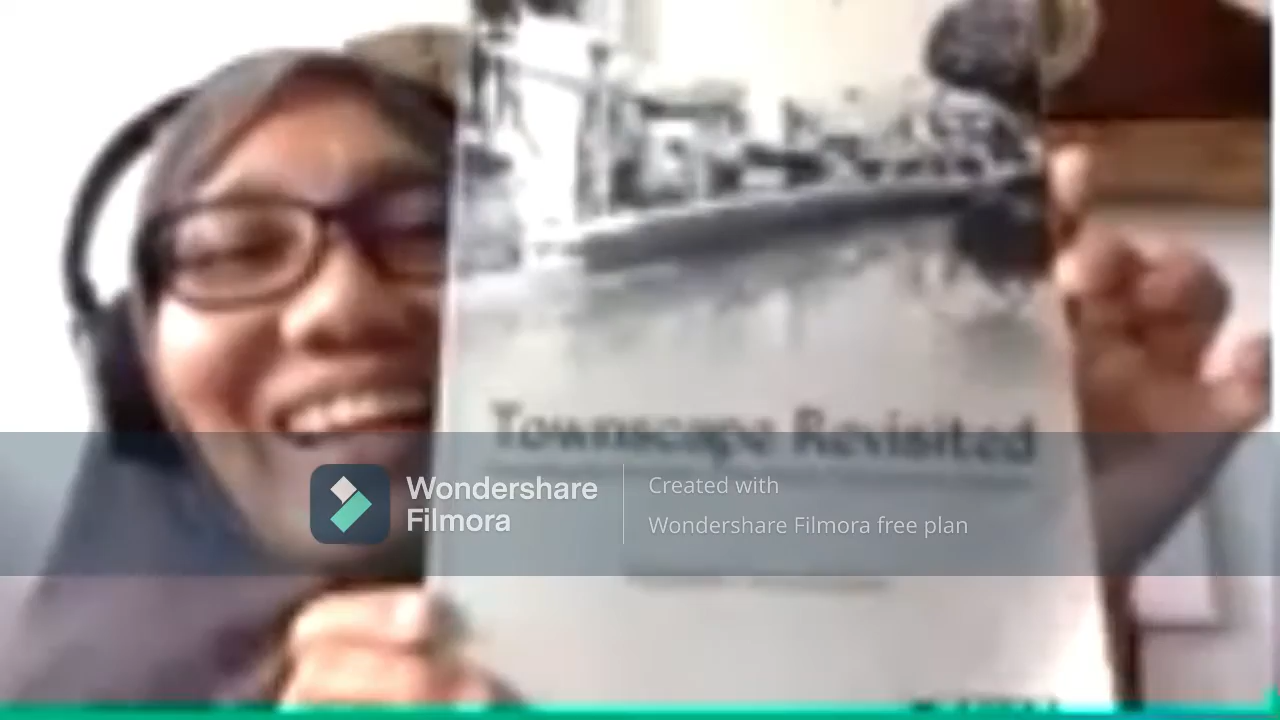 Townscape Revisited
Wondershare
Filmora
Created with
Wondershare Filmora free plan